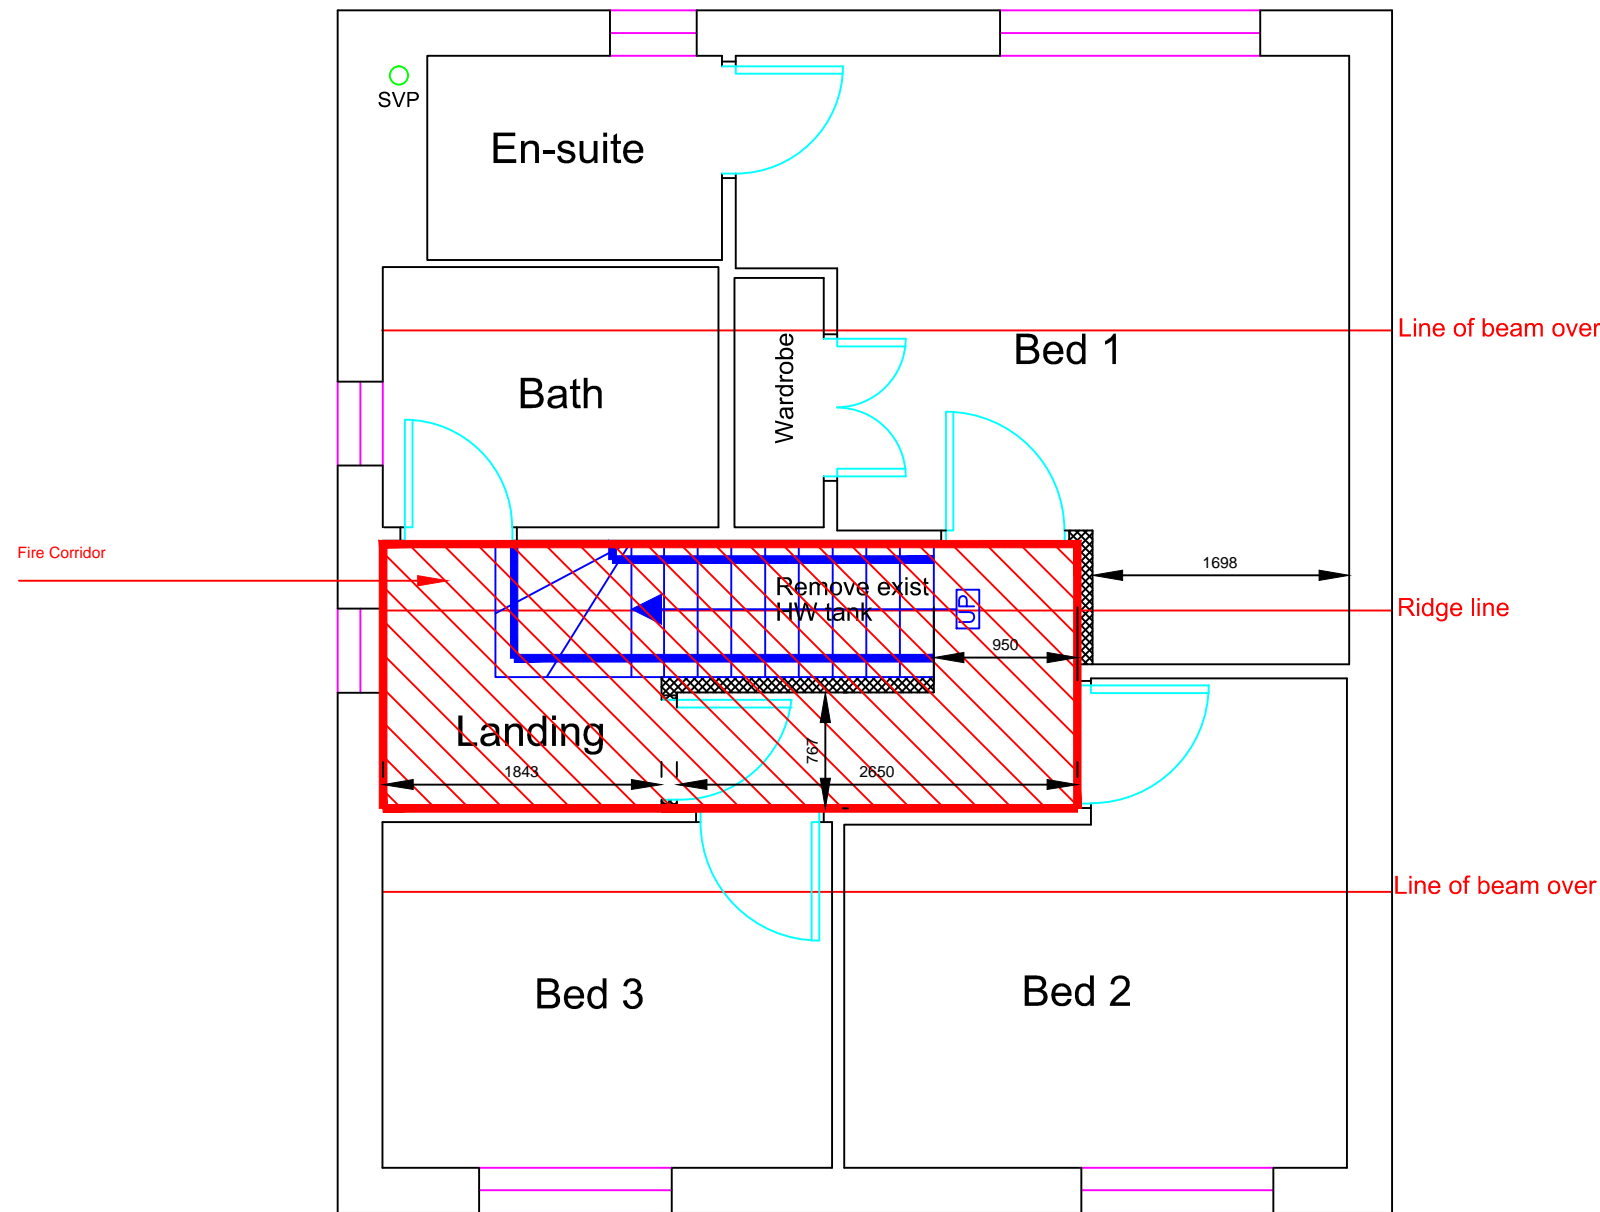 SVP
En-suite
Line of beam over
Bed 1
Wardrobe
Bath
Fire Corridor
1698
Remove exist
HW tank
UP
Ridge line
950
Landing
767
1843
2650
Line of beam over
Bed 3
Bed 2